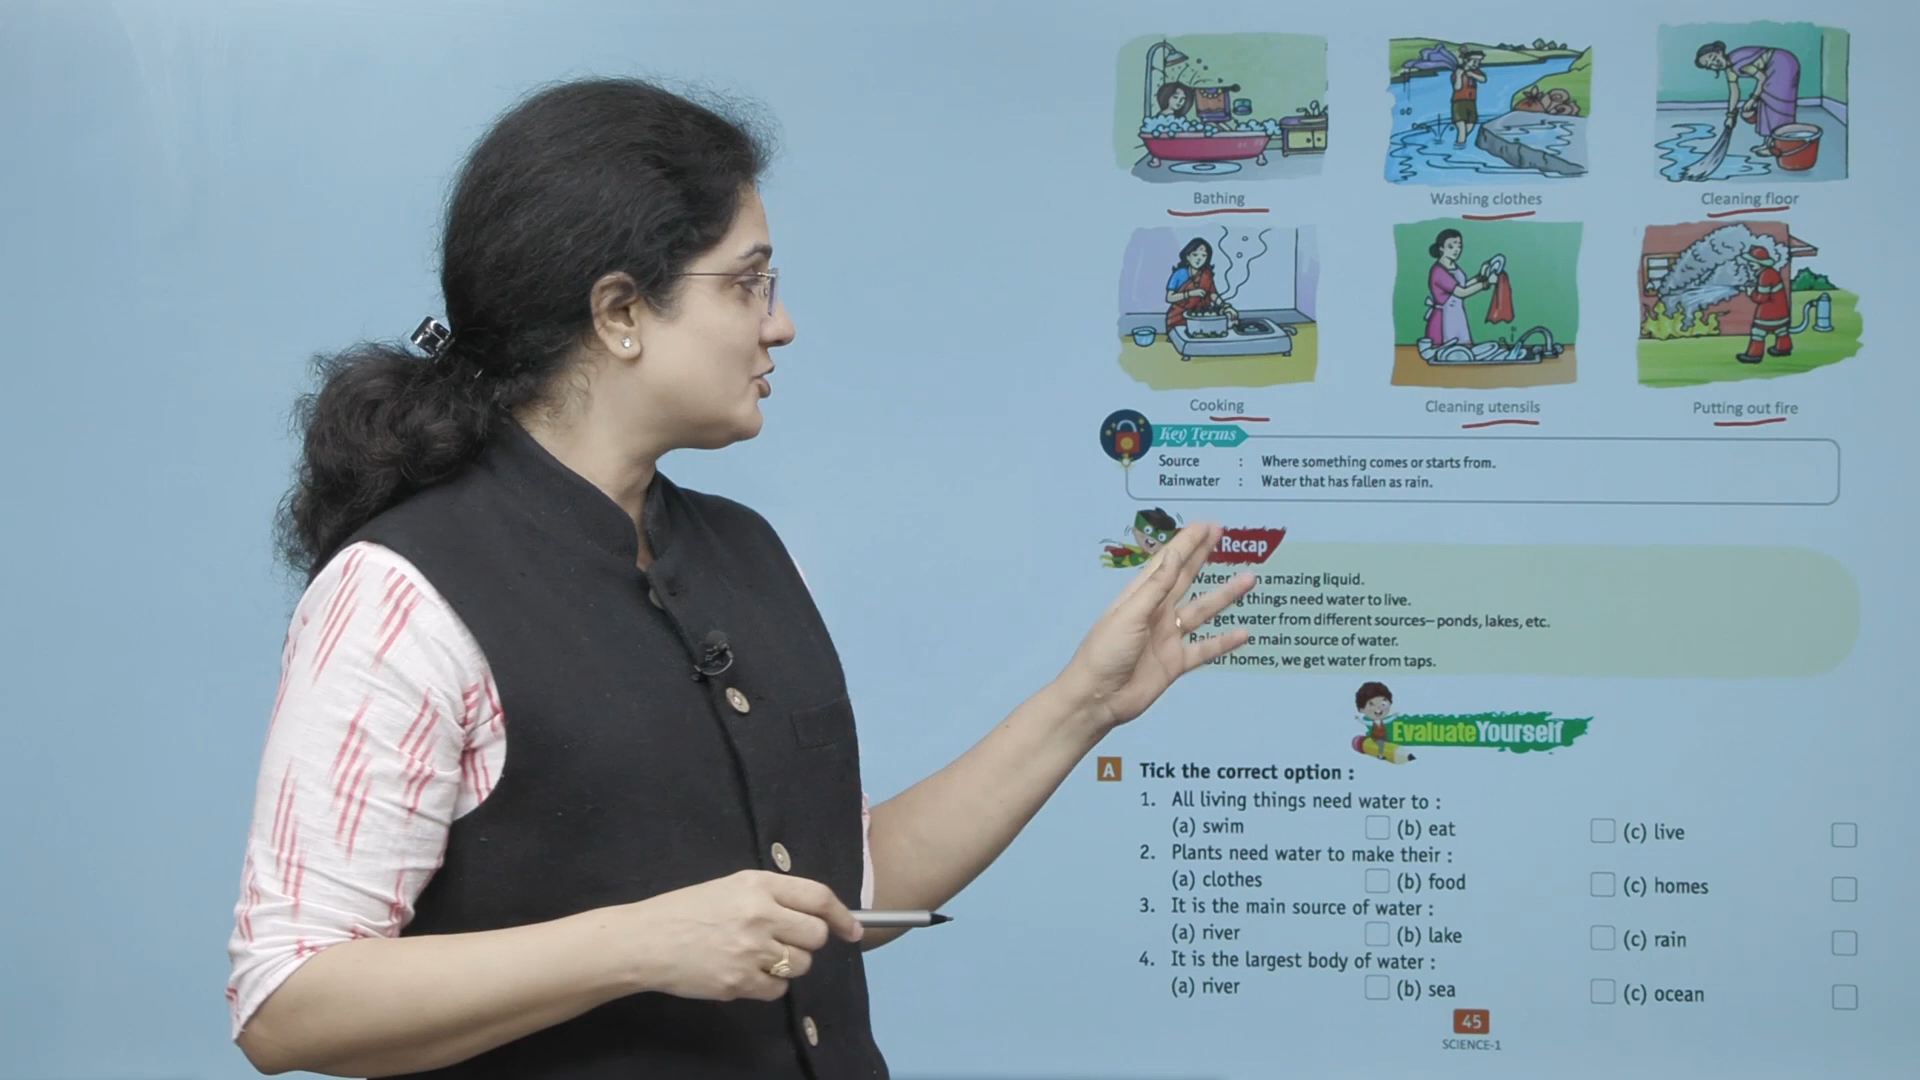 Bathing
Washing clothes
Cleaning floor
Cooking
Cleaning utensils
Putting out fire
Key Terms
Source : Where something comes or starts from.
Rainwater : Water that has fallen as rain.
Recap
Water amazing liquid.
things need water to live.
get water from different sources– ponds, lakes, etc.
main source of water.
homes, we get water from taps.
EvaluateYourself
A Tick the correct option :
1. All living things need water to :
(a) swim (b) eat (c) live
2. Plants need water to make their :
(a) clothes (b) food (c) homes
3. It is the main source of water :
(a) river (b) lake (c) rain
4. It is the largest body of water :
(a) river (b) sea (c) ocean
45
SCIENCE-1